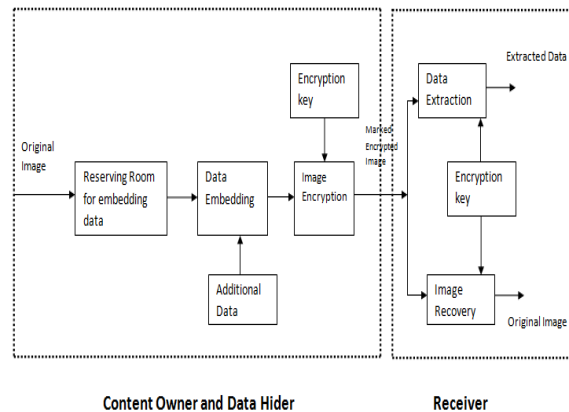 Original
Image
Reserving Room
for embedding
data
Data
Embedding
Additional
Data
Encryption
key
Image
Encryption
Marked
Encrypted
Image
Data
Extraction
Extracted Data
Encryption
key
Image
Recovery
Original Image
Content Owner and Data Hider
Receiver